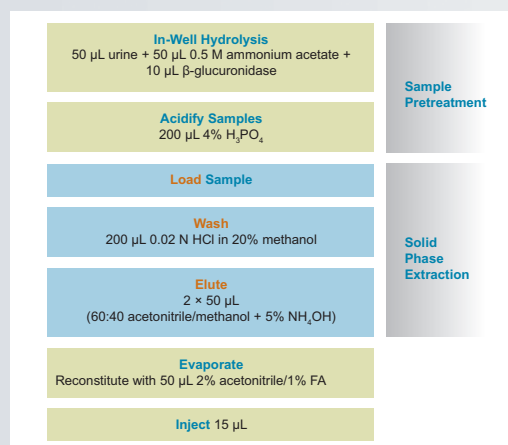 In-Well Hydrolysis
50 µL urine + 50 µL 0.5 M ammonium acetate +
10 µL β-glucuronidase
Acidify Samples
200 µL 4% H₃PO₄
Sample
Pretreatment
Load Sample
Wash
200 µL 0.02 N HCl in 20% methanol
Elute
2 × 50 µL
(60:40 acetonitrile/methanol + 5% NH₄OH)
Solid
Phase
Extraction
Evaporate
Reconstitute with 50 µL 2% acetonitrile/1% FA
Inject 15 µL